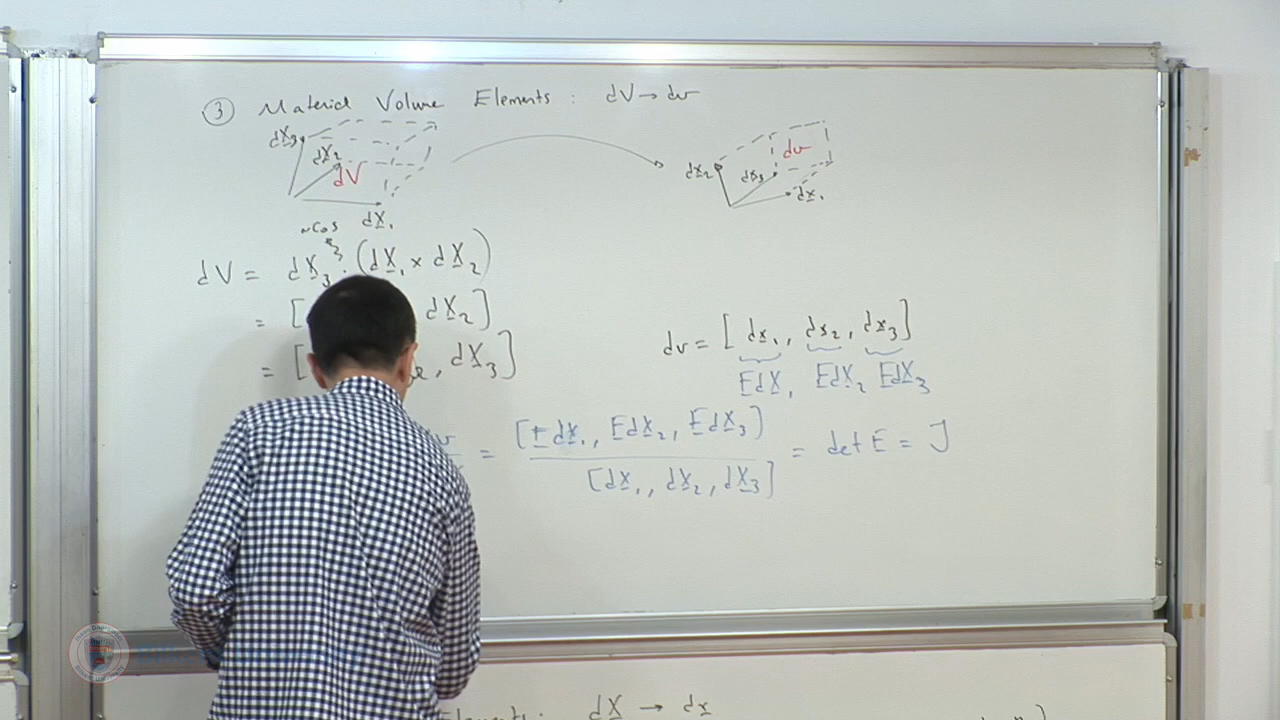 ③ Material Volume Elements : dV → dv
dX₃ dX₂ dV dX₁
dx₂ dx₃ dv dx₁
dV = dX₃ · (dX₁ × dX₂)
= [ dX₂]
= [ , dX₃]
dv = [dx₁, dx₂, dx₃]
FdX₁ FdX₂ FdX₃
= [FdX₁, FdX₂, FdX₃] / [dX₁, dX₂, dX₃] = det F = J
dX → dx